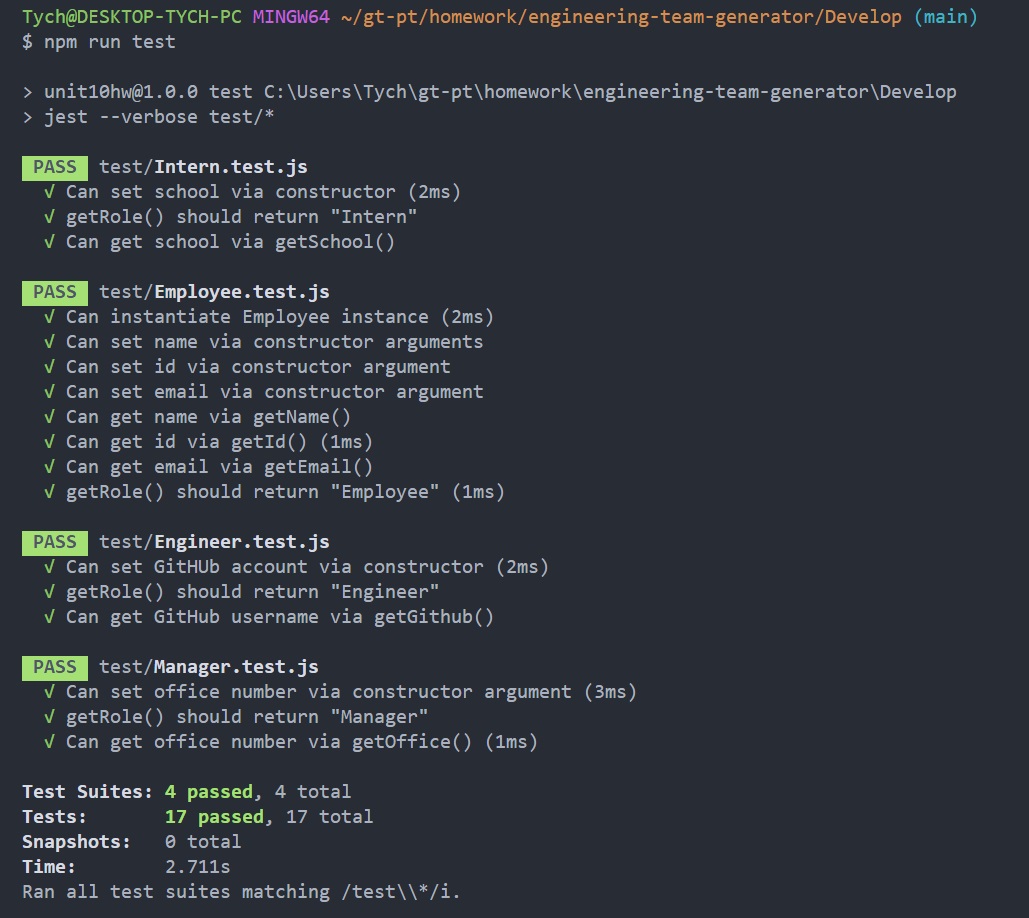 Tych@DESKTOP-TYCH-PC MINGW64 ~/gt-pt/homework/engineering-team-generator/Develop (main)
$ npm run test
> unit10hw@1.0.0 test C:\Users\Tych\gt-pt\homework\engineering-team-generator\Develop
> jest --verbose test/*
PASS test/Intern.test.js
√ Can set school via constructor (2ms)
√ getRole() should return "Intern"
√ Can get school via getSchool()
PASS test/Employee.test.js
√ Can instantiate Employee instance (2ms)
√ Can set name via constructor arguments
√ Can set id via constructor argument
√ Can set email via constructor argument
√ Can get name via getName()
√ Can get id via getId() (1ms)
√ Can get email via getEmail()
√ getRole() should return "Employee" (1ms)
PASS test/Engineer.test.js
√ Can set GitHUb account via constructor (2ms)
√ getRole() should return "Engineer"
√ Can get GitHub username via getGithub()
PASS test/Manager.test.js
√ Can set office number via constructor argument (3ms)
√ getRole() should return "Manager"
√ Can get office number via getOffice() (1ms)
Test Suites: 4 passed, 4 total
Tests: 17 passed, 17 total
Snapshots: 0 total
Time: 2.711s
Ran all test suites matching /test\\*/i.